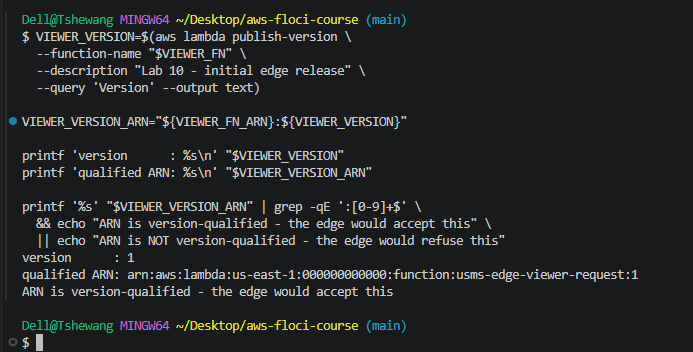 Dell@Tshewang MINGW64 ~/Desktop/aws-floci-course (main)
$ VIEWER_VERSION=$(aws lambda publish-version \
  --function-name "$VIEWER_FN" \
  --description "Lab 10 - initial edge release" \
  --query 'Version' --output text)

VIEWER_VERSION_ARN="${VIEWER_FN_ARN}:${VIEWER_VERSION}"

printf 'version      : %s\n' "$VIEWER_VERSION"
printf 'qualified ARN: %s\n' "$VIEWER_VERSION_ARN"

printf '%s' "$VIEWER_VERSION_ARN" | grep -qE ':[0-9]+$' \
  && echo "ARN is version-qualified - the edge would accept this" \
  || echo "ARN is NOT version-qualified - the edge would refuse this"
version      : 1
qualified ARN: arn:aws:lambda:us-east-1:000000000000:function:usms-edge-viewer-request:1
ARN is version-qualified - the edge would accept this

Dell@Tshewang MINGW64 ~/Desktop/aws-floci-course (main)
$